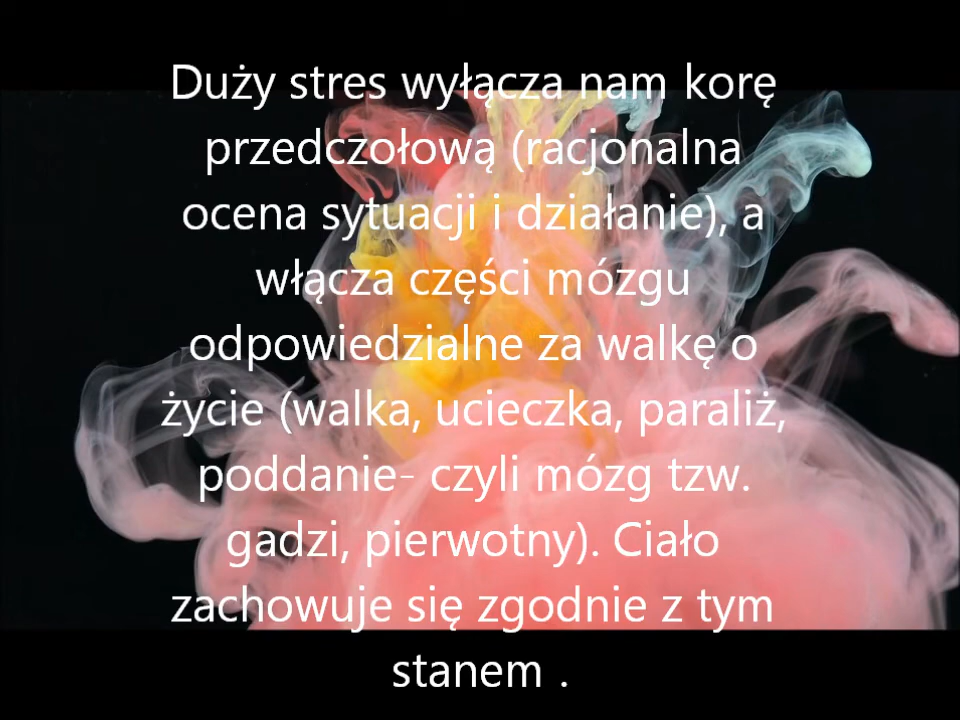 Duży stres wyłącza nam korę
przedczołową (racjonalna
ocena sytuacji i działanie), a
włącza części mózgu
odpowiedzialne za walkę o
życie (walka, ucieczka, paraliż,
poddanie- czyli mózg tzw.
gadzi, pierwotny). Ciało
zachowuje się zgodnie z tym
stanem .